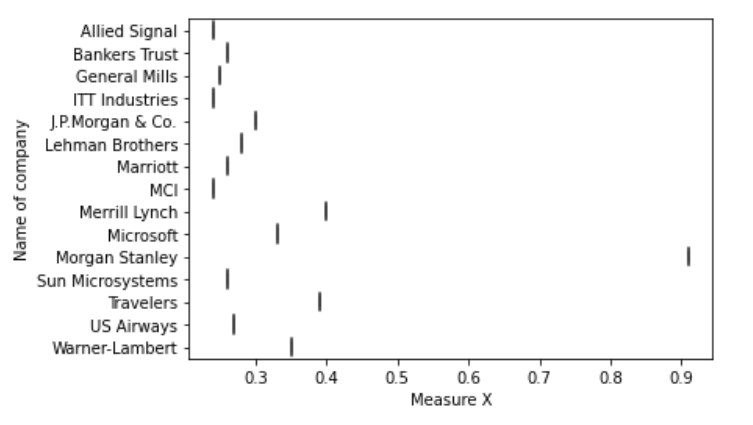 Name of company
Allied Signal
Bankers Trust
General Mills
ITT Industries
J.P.Morgan & Co.
Lehman Brothers
Marriott
MCI
Merrill Lynch
Microsoft
Morgan Stanley
Sun Microsystems
Travelers
US Airways
Warner-Lambert
0.3 0.4 0.5 0.6 0.7 0.8 0.9
Measure X